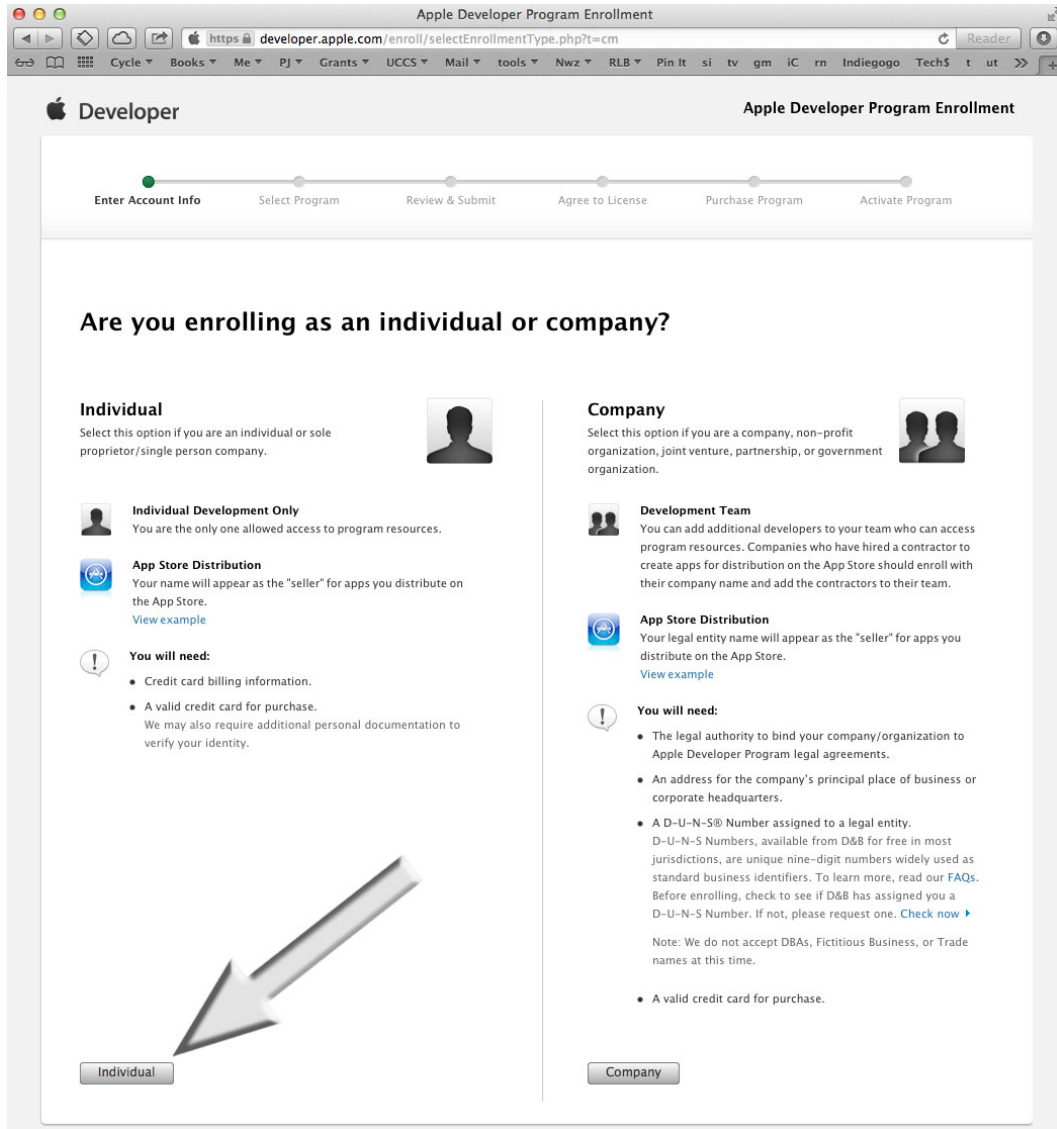 Apple Developer Program Enrollment
https developer.apple.com/enroll/selectEnrollmentType.php?t=cm
Reader
Cycle Books Me PJ Grants UCCS Mail tools Nwz RLB Pin It si tv gm iC rn Indiegogo Tech$ t ut >> +
Developer
Apple Developer Program Enrollment
Enter Account Info Select Program Review & Submit Agree to License Purchase Program Activate Program
Are you enrolling as an individual or company?
Individual
Select this option if you are an individual or sole
proprietor/single person company.
Individual Development Only
You are the only one allowed access to program resources.
App Store Distribution
Your name will appear as the "seller" for apps you distribute on
the App Store.
View example
You will need:
• Credit card billing information.
• A valid credit card for purchase.
We may also require additional personal documentation to
verify your identity.
Individual
Company
Select this option if you are a company, non-profit
organization, joint venture, partnership, or government
organization.
Development Team
You can add additional developers to your team who can access
program resources. Companies who have hired a contractor to
create apps for distribution on the App Store should enroll with
their company name and add the contractors to their team.
App Store Distribution
Your legal entity name will appear as the "seller" for apps you
distribute on the App Store.
View example
You will need:
• The legal authority to bind your company/organization to
Apple Developer Program legal agreements.
• An address for the company's principal place of business or
corporate headquarters.
• A D-U-N-S® Number assigned to a legal entity.
D-U-N-S Numbers, available from D&B for free in most
jurisdictions, are unique nine-digit numbers widely used as
standard business identifiers. To learn more, read our FAQs.
Before enrolling, check to see if D&B has assigned you a
D-U-N-S Number. If not, please request one. Check now
Note: We do not accept DBAs, Fictitious Business, or Trade
names at this time.
• A valid credit card for purchase.
Company